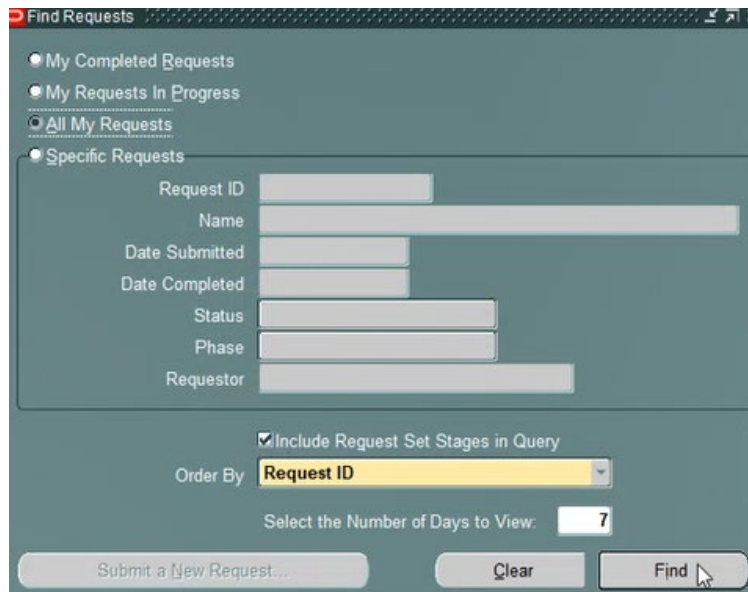 Find Requests
My Completed Requests
My Requests In Progress
All My Requests
Specific Requests
Request ID
Name
Date Submitted
Date Completed
Status
Phase
Requestor
Include Request Set Stages in Query
Order By Request ID
Select the Number of Days to View: 7
Submit a New Request... Clear Find